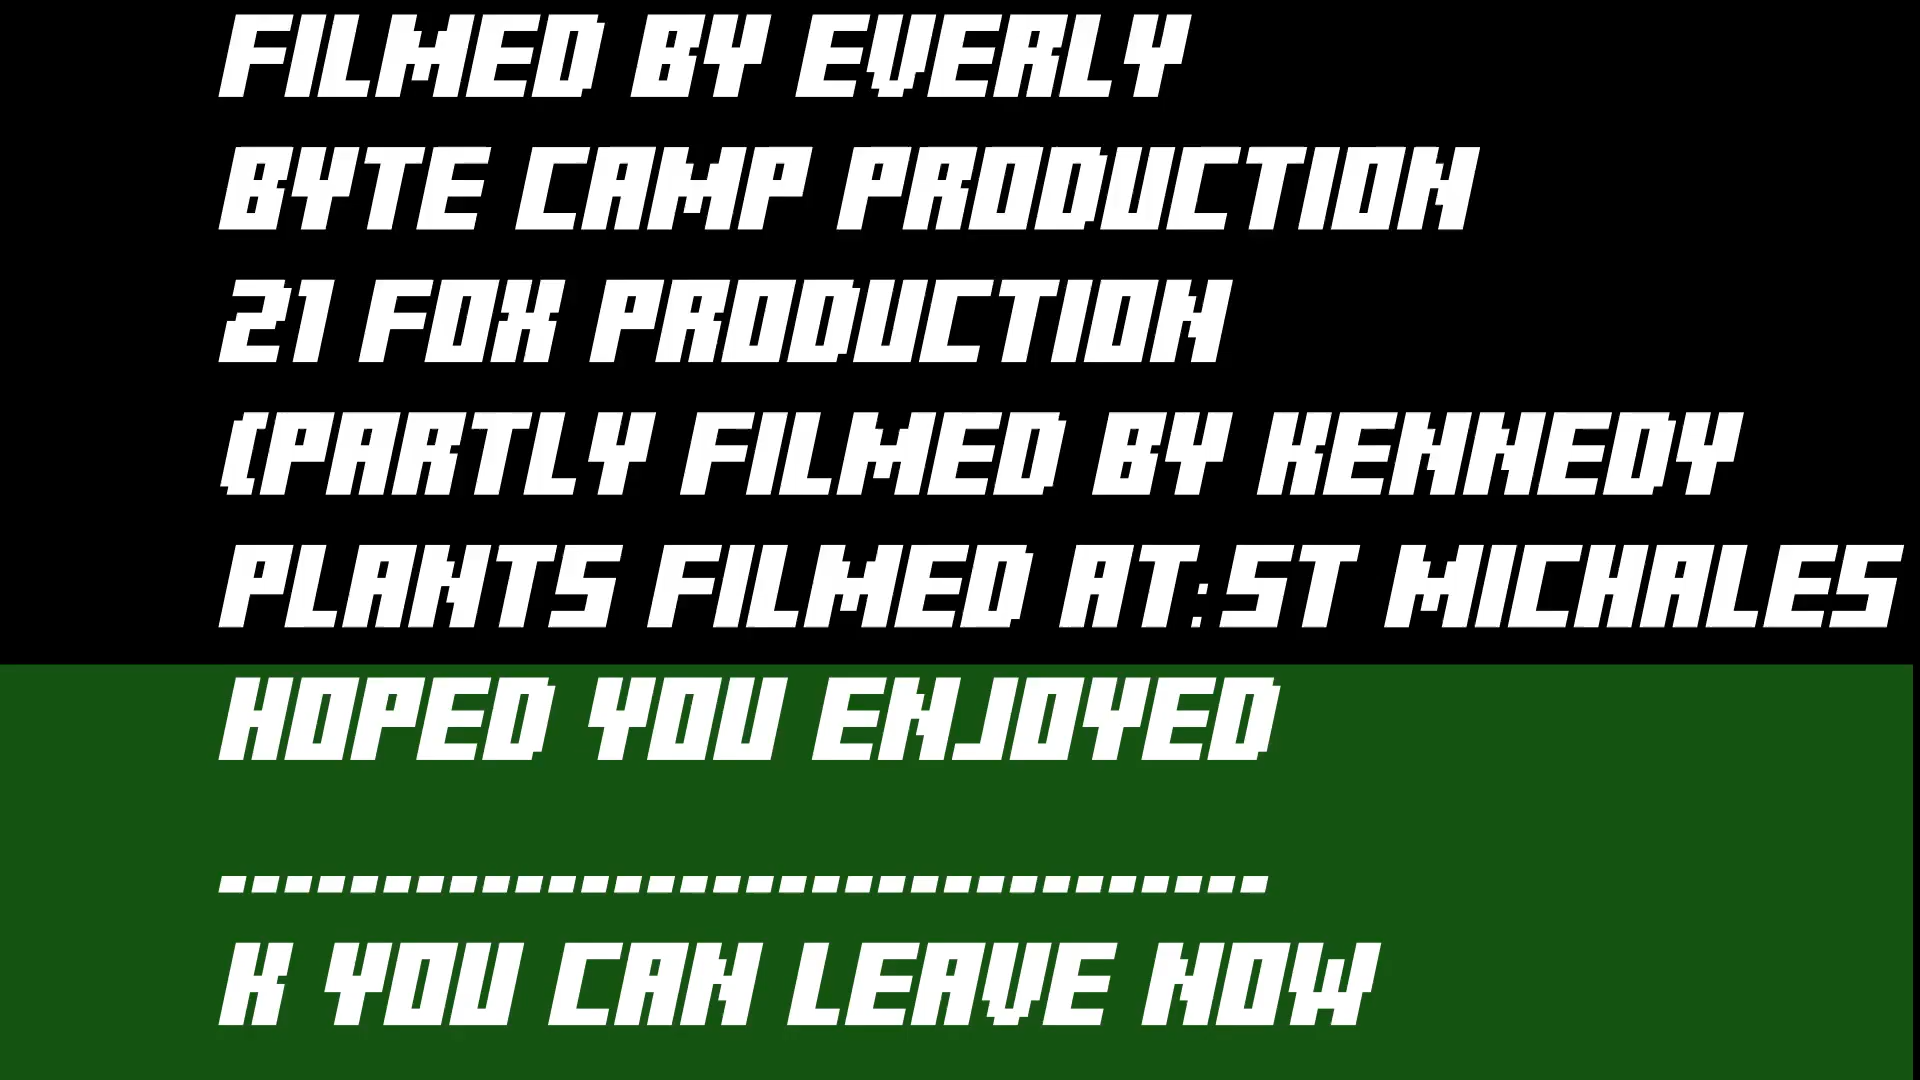 FILMED BY EVERLY
BYTE CAMP PRODUCTION
21 FOX PRODUCTION
(PARTLY FILMED BY KENNEDY
PLANTS FILMED AT:ST MICHALES
HOPED YOU ENJOYED
--------------------------------
K YOU CAN LEAVE NOW